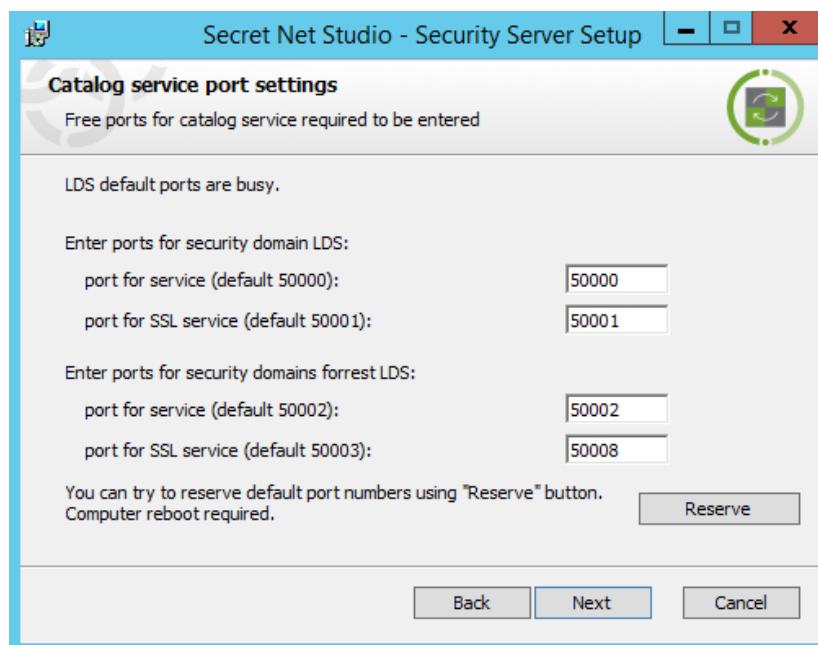 Secret Net Studio - Security Server Setup
Catalog service port settings
Free ports for catalog service required to be entered
LDS default ports are busy.
Enter ports for security domain LDS:
port for service (default 50000): 50000
port for SSL service (default 50001): 50001
Enter ports for security domains forrest LDS:
port for service (default 50002): 50002
port for SSL service (default 50003): 50008
You can try to reserve default port numbers using "Reserve" button.
Computer reboot required.
Reserve
Back Next Cancel